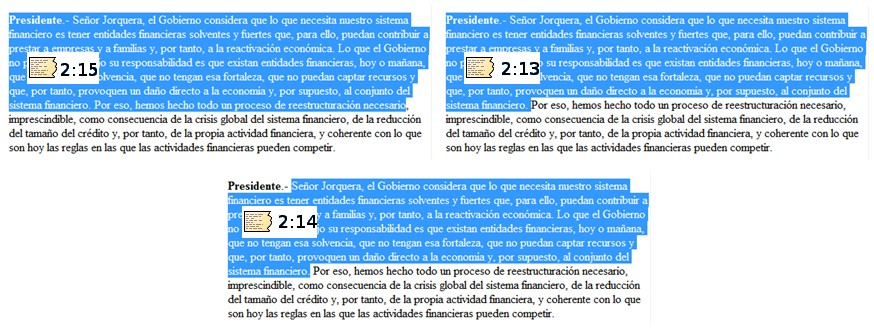 Presidente.- Señor Jorquera, el Gobierno considera que lo que necesita nuestro sistema
financiero es tener entidades financieras solventes y fuertes que, para ello, puedan contribuir a
prestar a empresas y a familias y, por tanto, a la reactivación económica. Lo que el Gobierno
no su responsabilidad es que existan entidades financieras, hoy o mañana,
que 2:15 que no tengan esa fortaleza, que no puedan captar recursos y
que, por tanto, provoquen un daño directo a la economía y, por supuesto, al conjunto del
sistema financiero. Por eso, hemos hecho todo un proceso de reestructuración necesario,
imprescindible, como consecuencia de la crisis global del sistema financiero, de la reducción
del tamaño del crédito y, por tanto, de la propia actividad financiera, y coherente con lo que
son hoy las reglas en las que las actividades financieras pueden competir.
Presidente.- Señor Jorquera, el Gobierno considera que lo que necesita nuestro sistema
financiero es tener entidades financieras solventes y fuertes que, para ello, puedan contribuir a
prestar a empresas y a familias y, por tanto, a la reactivación económica. Lo que el Gobierno
no su responsabilidad es que existan entidades financieras, hoy o mañana,
que 2:13 que no tengan esa fortaleza, que no puedan captar recursos y
que, por tanto, provoquen un daño directo a la economía y, por supuesto, al conjunto del
sistema financiero. Por eso, hemos hecho todo un proceso de reestructuración necesario,
imprescindible, como consecuencia de la crisis global del sistema financiero, de la reducción
del tamaño del crédito y, por tanto, de la propia actividad financiera, y coherente con lo que
son hoy las reglas en las que las actividades financieras pueden competir.
Presidente.- Señor Jorquera, el Gobierno considera que lo que necesita nuestro sistema
financiero es tener entidades financieras solventes y fuertes que, para ello, puedan contribuir a
a familias y, por tanto, a la reactivación económica. Lo que el Gobierno
no 2:14 su responsabilidad es que existan entidades financieras, hoy o mañana,
que no tengan esa solvencia, que no tengan esa fortaleza, que no puedan captar recursos y
que, por tanto, provoquen un daño directo a la economía y, por supuesto, al conjunto del
sistema financiero. Por eso, hemos hecho todo un proceso de reestructuración necesario,
imprescindible, como consecuencia de la crisis global del sistema financiero, de la reducción
del tamaño del crédito y, por tanto, de la propia actividad financiera, y coherente con lo que
son hoy las reglas en las que las actividades financieras pueden competir.